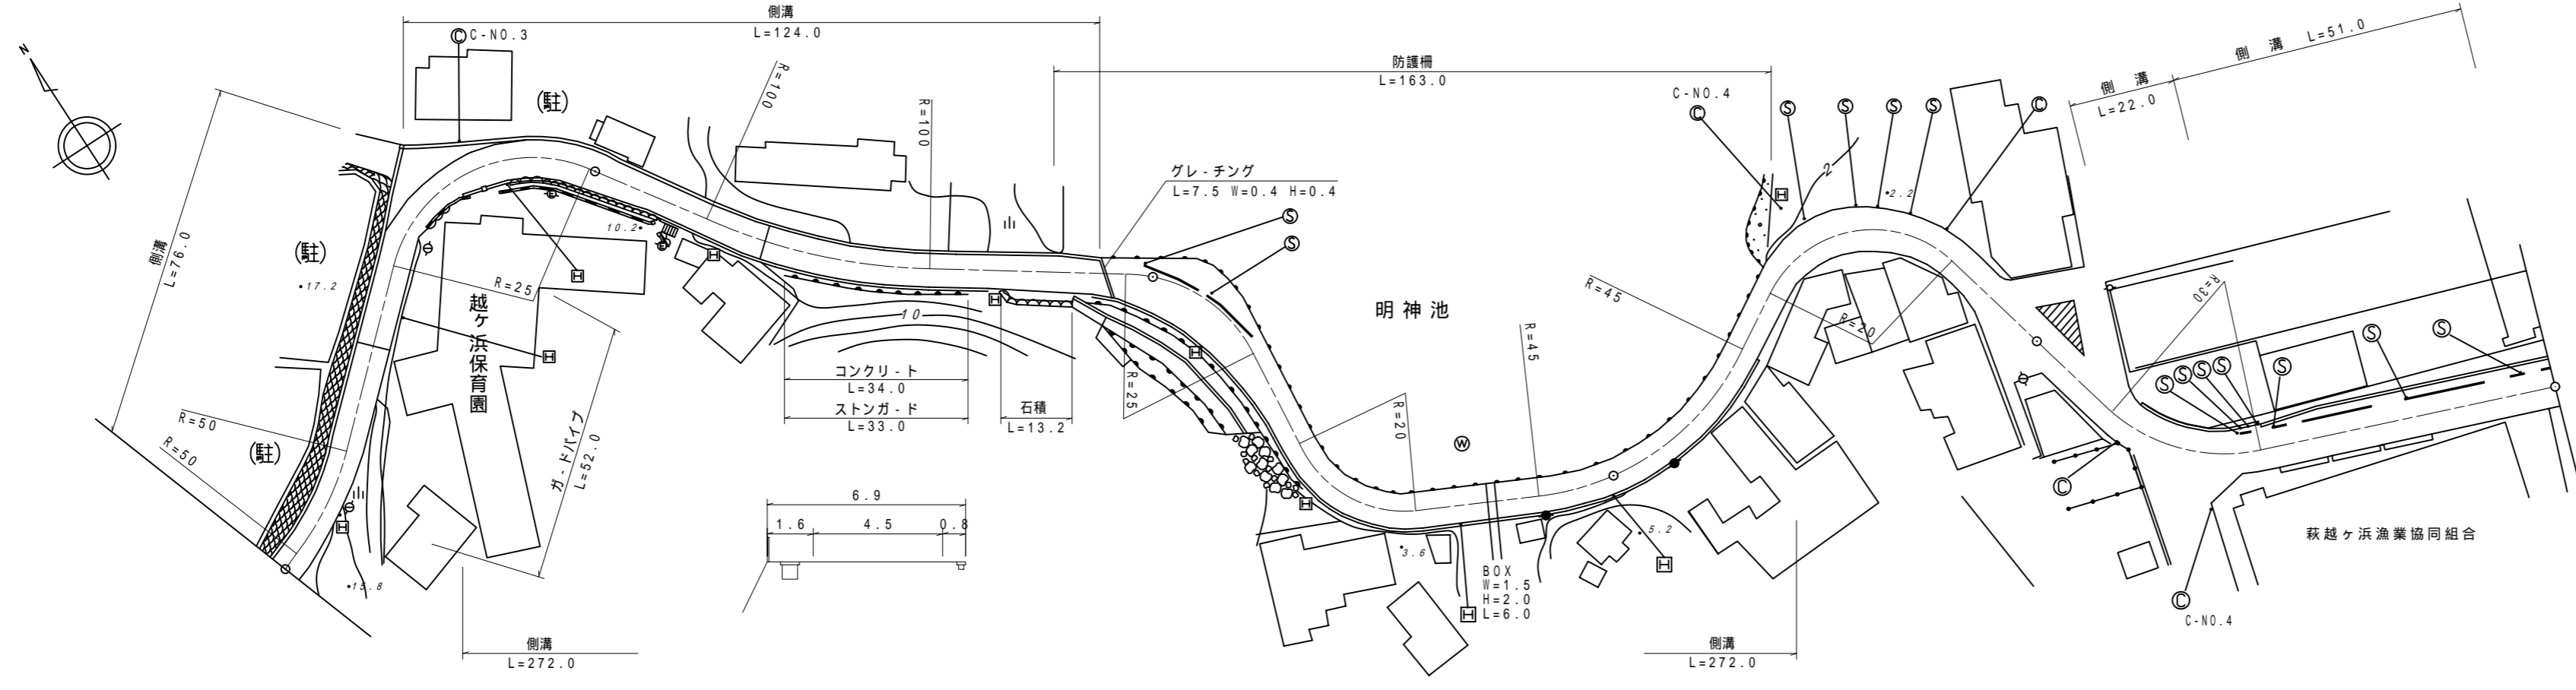 N
側溝
L=124.0
C C-NO.3
(駐)
側溝
L=76.0
(駐)
17.2
(駐)
R=50
R=50
R=25
R=100
R=100
10.2
H
H
H
越ヶ浜保育園
ガ-ドパイプ
L=52.0
H
15.8
側溝
L=272.0
10
H
コンクリ-ト
L=34.0
ストンガ-ド
L=33.0
石積
L=13.2
6.9
1.6 4.5 0.8
防護柵
L=163.0
グレ-チング
L=7.5 W=0.4 H=0.4
S
S
明神池
R=25
H
R=20
R=45
R=45
W
H
3.6
H
BOX
W=1.5
H=2.0
L=6.0
5.2
H
側溝
L=272.0
C-NO.4
C
H
S S S S C
2
2.2
R=20
側溝
L=22.0
側溝 L=51.0
R=30
S S S S S S S
C
C
C-NO.4
萩越ヶ浜漁業協同組合